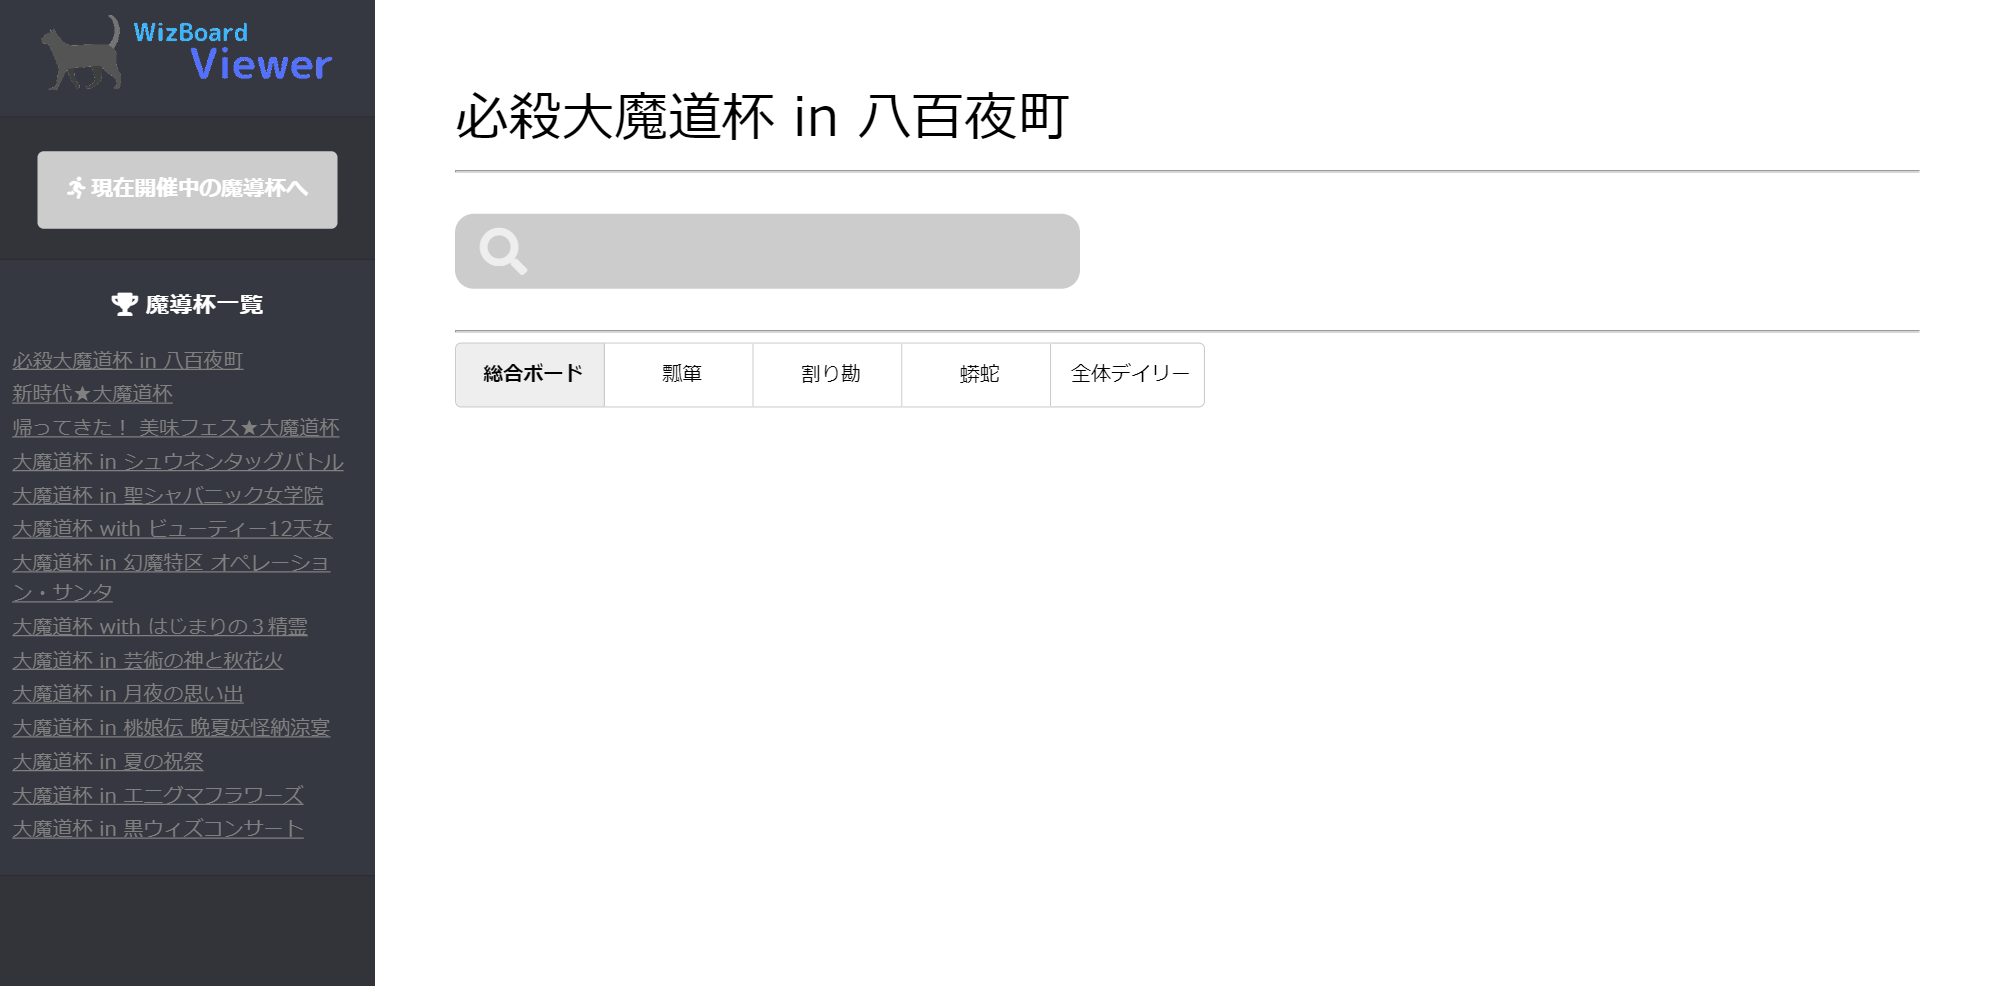 WizBoard
Viewer
現在開催中の魔導杯へ
魔導杯一覧
必殺大魔道杯 in 八百夜町
新時代★大魔道杯
帰ってきた！ 美味フェス★大魔道杯
大魔道杯 in シュウネンタッグバトル
大魔道杯 in 聖シャバニック女学院
大魔道杯 with ビューティー12天女
大魔道杯 in 幻魔特区 オペレーショ
ン・サンタ
大魔道杯 with はじまりの３精霊
大魔道杯 in 芸術の神と秋花火
大魔道杯 in 月夜の思い出
大魔道杯 in 桃娘伝 晩夏妖怪納涼宴
大魔道杯 in 夏の祝祭
大魔道杯 in エニグマフラワーズ
大魔道杯 in 黒ウィズコンサート
必殺大魔道杯 in 八百夜町
総合ボード
瓢箪
割り勘
蟒蛇
全体デイリー